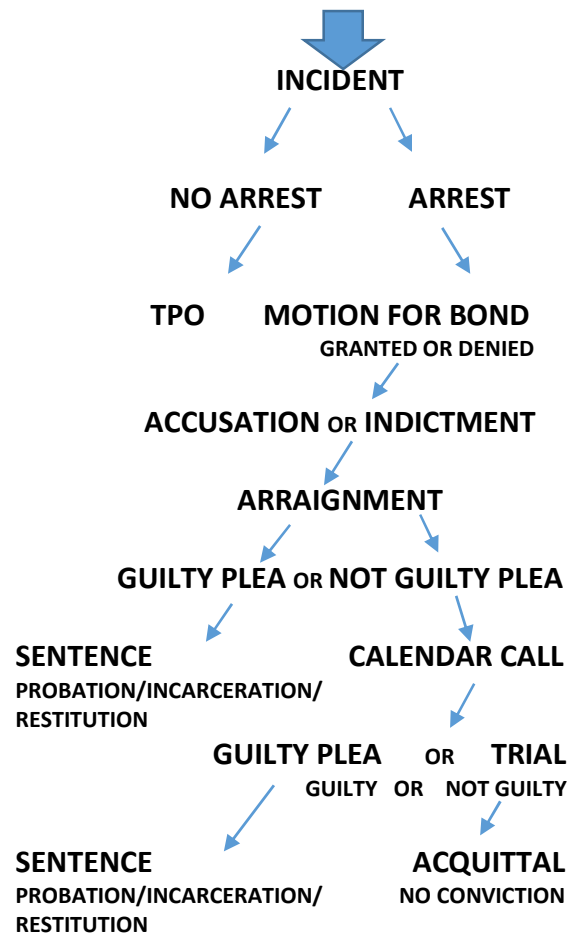 INCIDENT
NO ARREST ARREST
TPO MOTION FOR BOND
GRANTED OR DENIED
ACCUSATION OR INDICTMENT
ARRAIGNMENT
GUILTY PLEA OR NOT GUILTY PLEA
SENTENCE CALENDAR CALL
PROBATION/INCARCERATION/
RESTITUTION
GUILTY PLEA OR TRIAL
GUILTY OR NOT GUILTY
SENTENCE ACQUITTAL
PROBATION/INCARCERATION/ NO CONVICTION
RESTITUTION